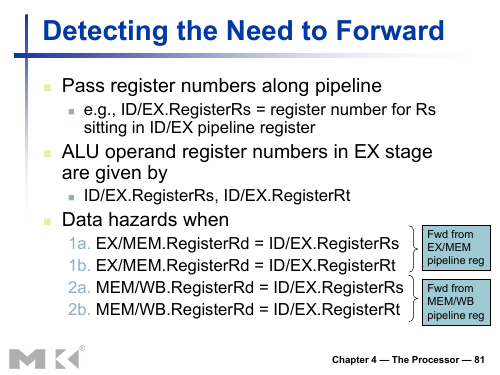 Detecting the Need to Forward
Pass register numbers along pipeline
e.g., ID/EX.RegisterRs = register number for Rs
sitting in ID/EX pipeline register
ALU operand register numbers in EX stage
are given by
ID/EX.RegisterRs, ID/EX.RegisterRt
Data hazards when
1a. EX/MEM.RegisterRd = ID/EX.RegisterRs
1b. EX/MEM.RegisterRd = ID/EX.RegisterRt
2a. MEM/WB.RegisterRd = ID/EX.RegisterRs
2b. MEM/WB.RegisterRd = ID/EX.RegisterRt
Fwd from
EX/MEM
pipeline reg
Fwd from
MEM/WB
pipeline reg
MK®
Chapter 4 — The Processor — 81